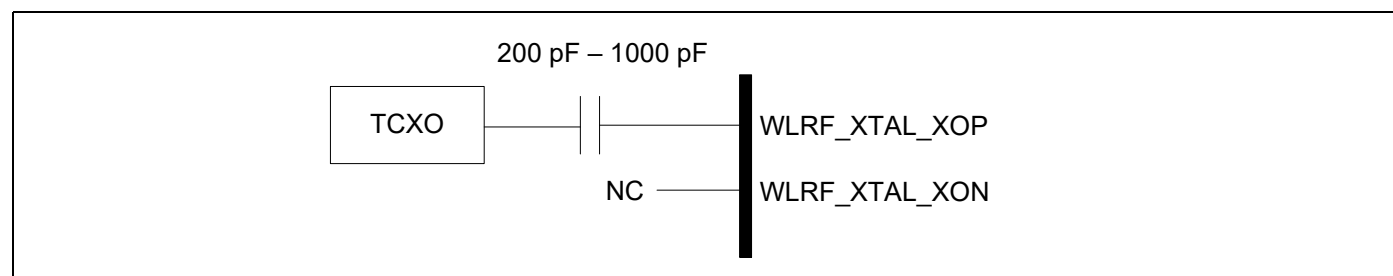 200 pF – 1000 pF
TCXO
WLRF_XTAL_XOP
NC
WLRF_XTAL_XON